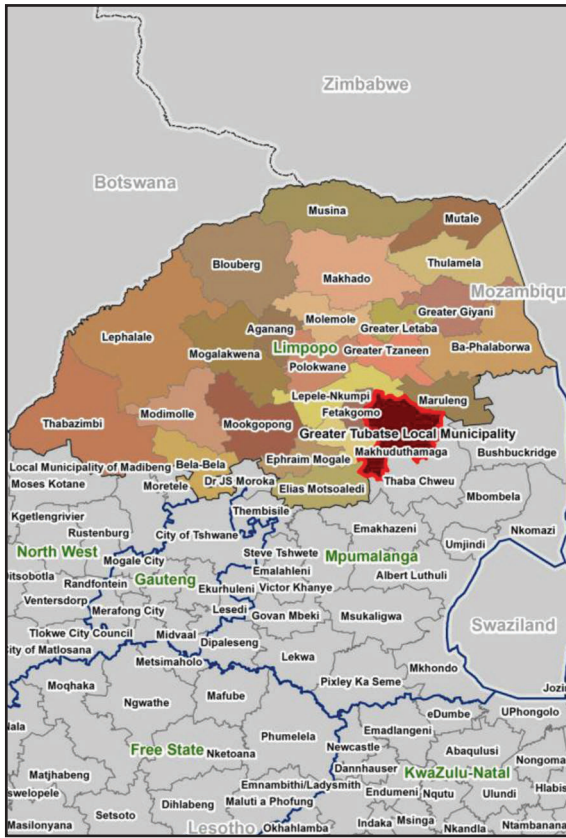 Zimbabwe
Botswana
Musina
Mutale
Blouberg
Makhado
Thulamela
Mozambiqu
Greater Giyani
Molemole
Lephalale
Aganang
Greater Letaba
Limpopo
Greater Tzaneen
Ba-Phalaborwa
Mogalakwena
Polokwane
Lepele-Nkumpi
Maruleng
Modimolle
Fetakgomo
Thabazimbi
Mookgopong
Greater Tubatse Local Municipality
Makhuduthamaga
Bushbuckridge
Ephraim Mogale
Local Municipality of Madibeng
Bela-Bela
Moses Kotane
Moretele
Dr JS Moroka
Elias Motsoaledi
Thaba Chweu
Mbombela
Kgetlengrivier
Thembisile
Rustenburg
City of Tshwane
Emakhazeni
Nkomazi
Umjindi
North West
Steve Tshwete
Mpumalanga
Mogale City
Emalahleni
Ditsobotla
Randfontein
Gauteng
Albert Luthuli
Ekurhuleni
Victor Khanye
Ventersdorp
Merafong City
Lesedi
Govan Mbeki
Msukaligwa
Swaziland
Tlokwe City Council
Midvaal
Dipaleseng
City of Matlosana
Metsimaholo
Lekwa
Mkhondo
Pixley Ka Seme
Moqhaka
Jozin
Mafube
Ngwathe
eDumbe
UPhongolo
Nala
Phumelela
Emadlangeni
Free State
Nketoana
Newcastle
Abaqulusi
Nongoma
Dannhauser
KwaZulu-Natal
Matjhabeng
Emnambithi/Ladysmith
Endumeni
Nqutu
Ulundi
Hlabis
swelopele
Dihlabeng
Maluti a Phofung
Setsoto
Indaka
Msinga
Ntambanana
Masilonyana
Lesotho
Okhahlamba
Nkandla